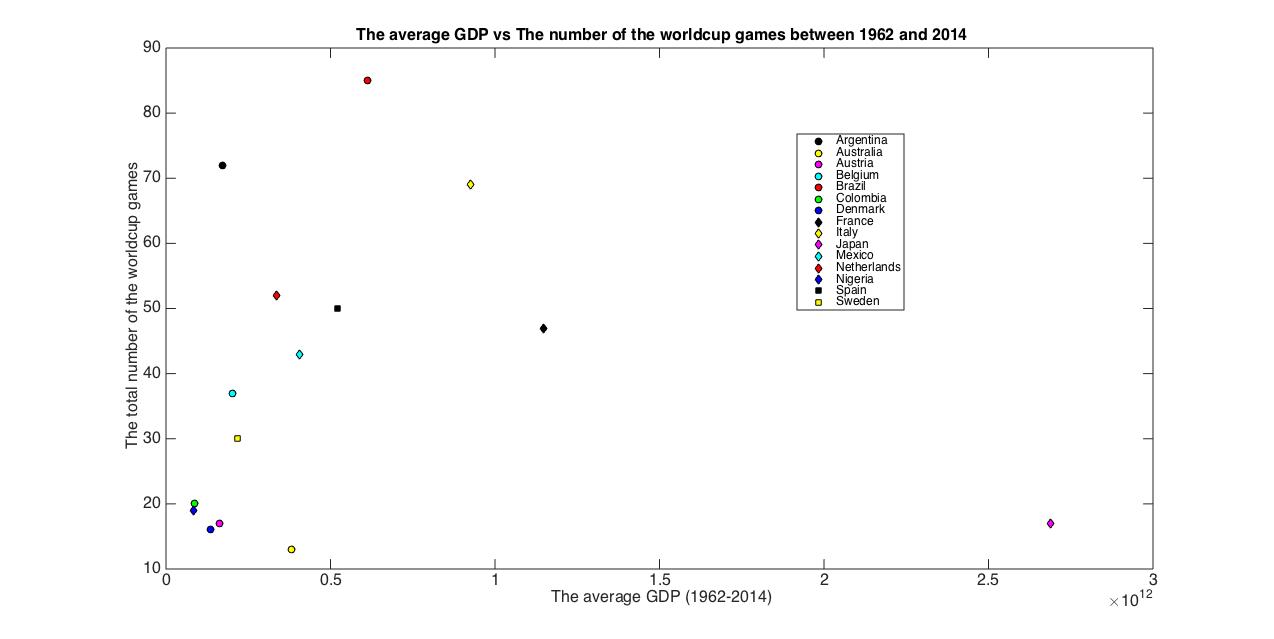 The average GDP vs The number of the worldcup games between 1962 and 2014
90
80
70
60
50
40
30
20
10
The total number of the worldcup games
Argentina
Australia
Austria
Belgium
Brazil
Colombia
Denmark
France
Italy
Japan
Mexico
Netherlands
Nigeria
Spain
Sweden
0 0.5 1 1.5 2 2.5 3
The average GDP (1962-2014)
×10¹²